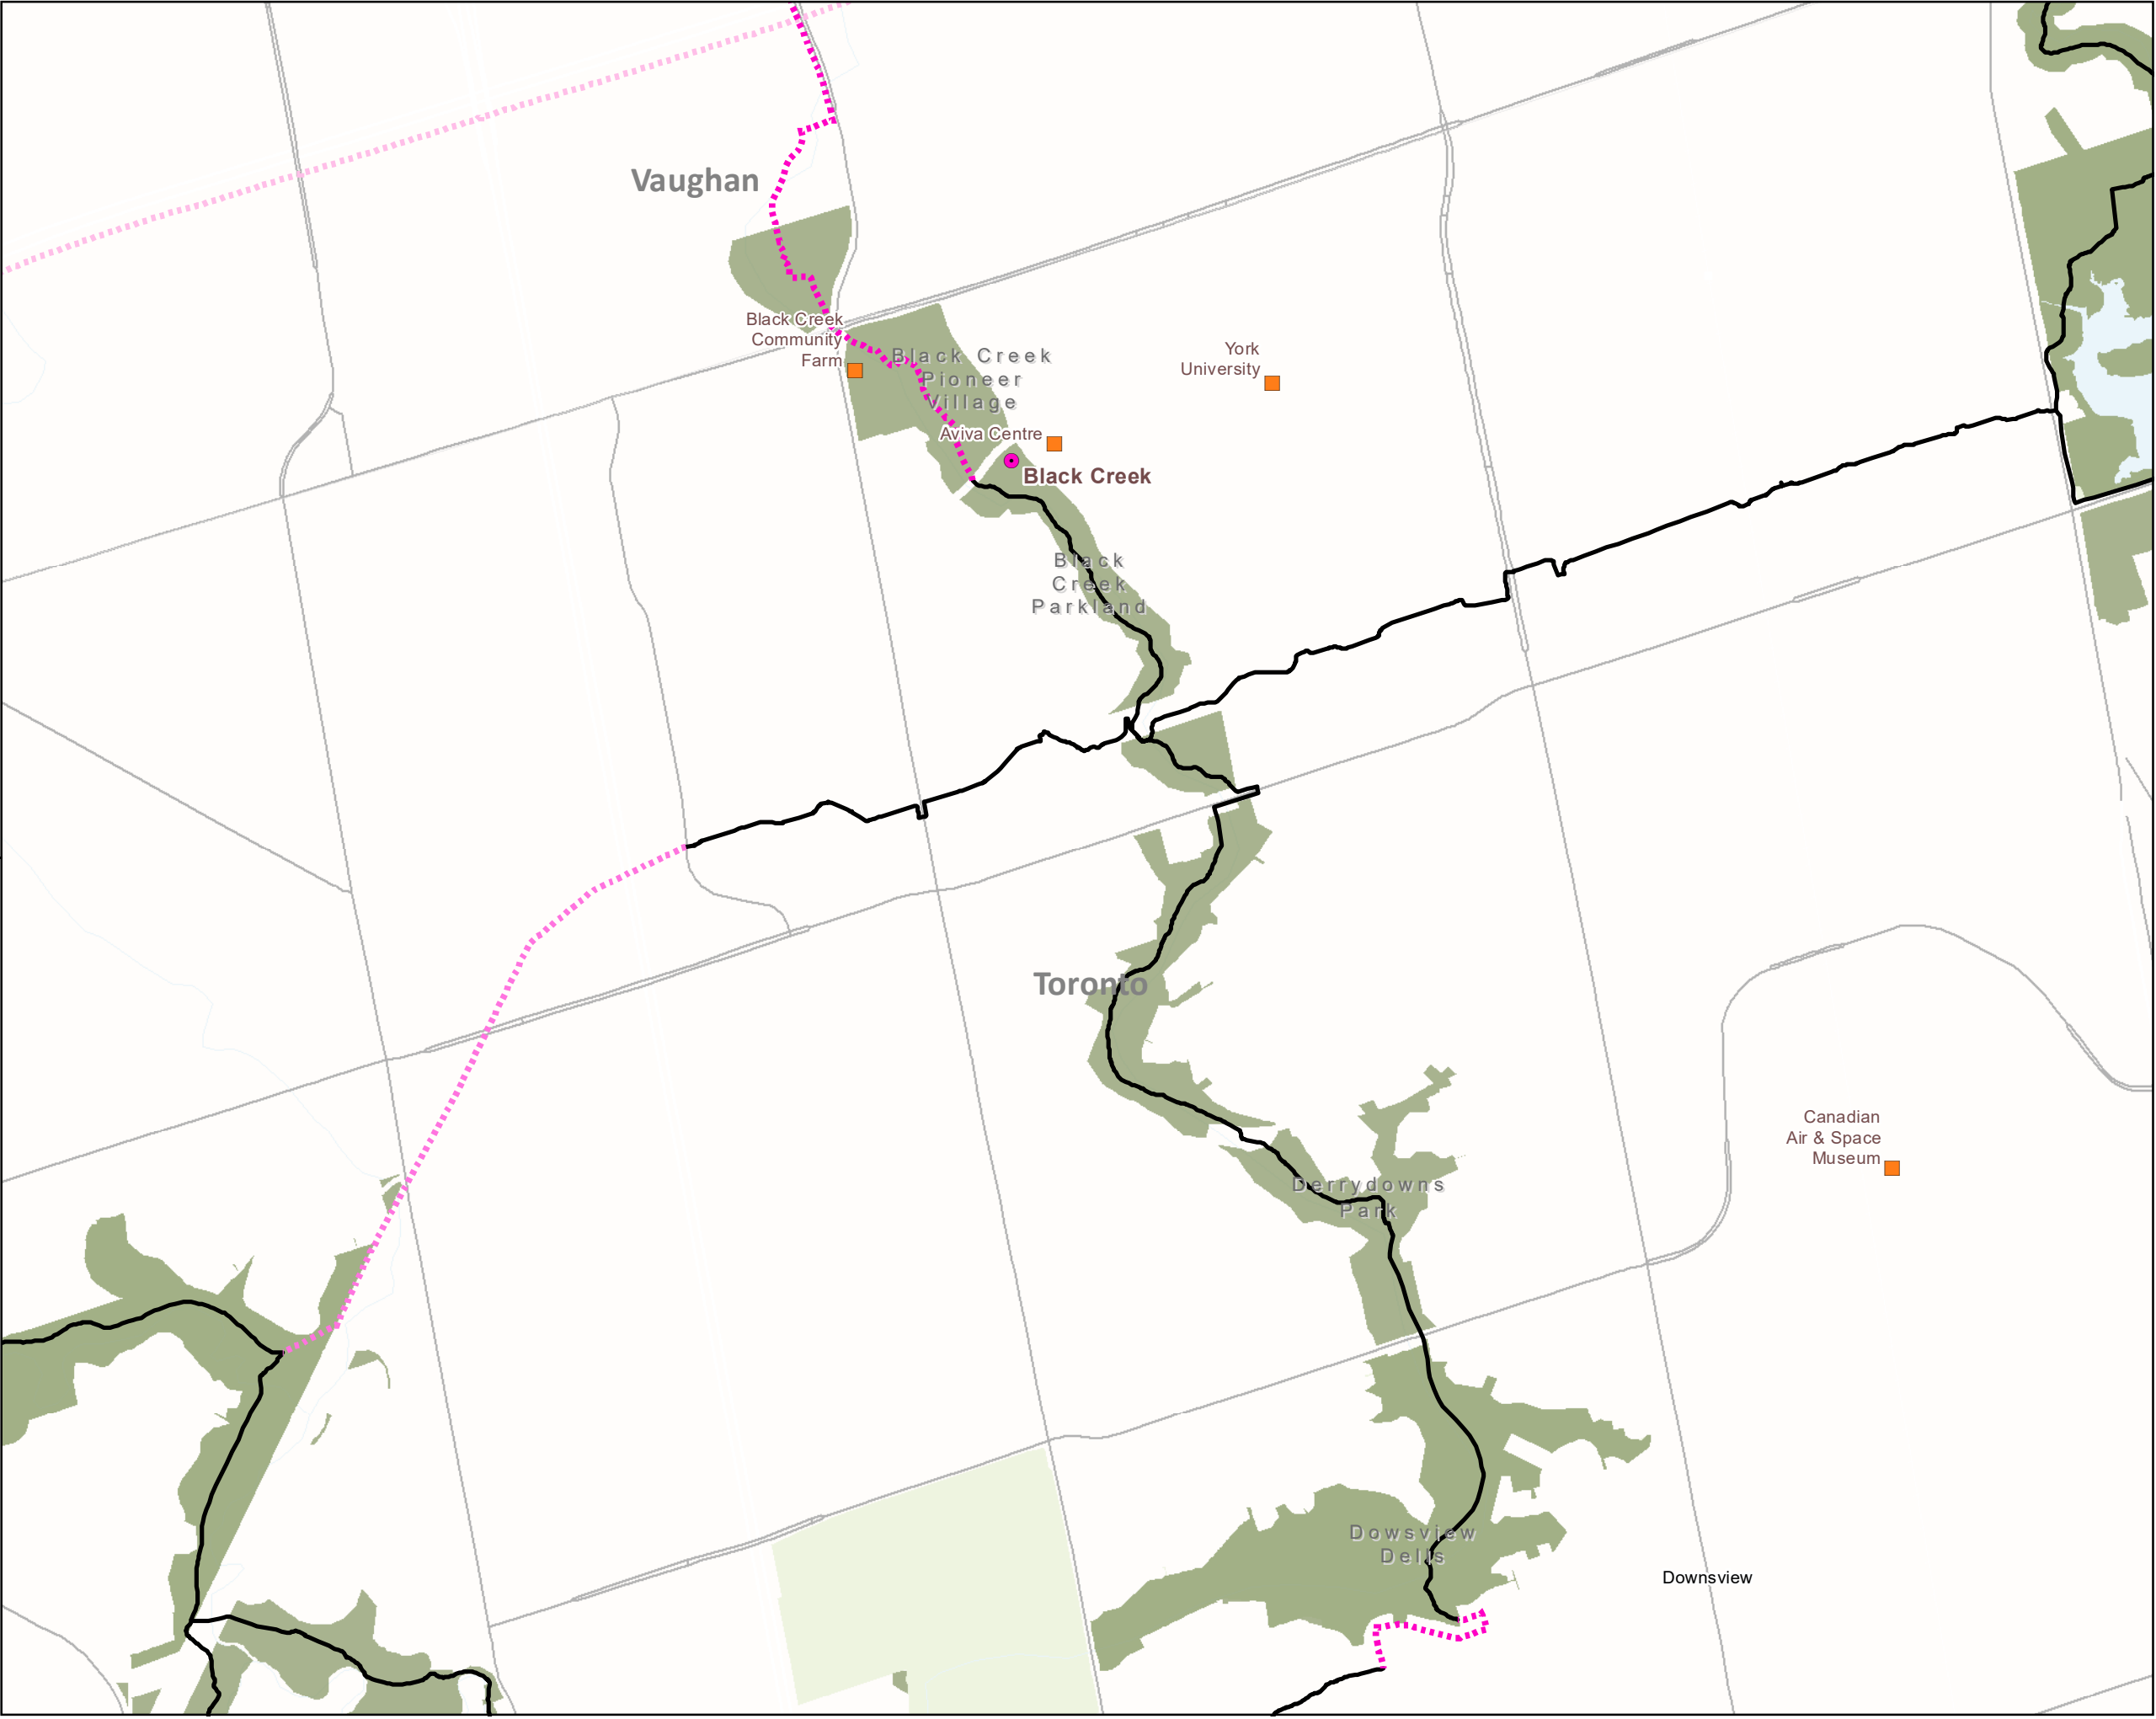 Vaughan
Black Creek
Community
Farm
Black Creek
Pioneer
Village
York
University
Aviva Centre
Black Creek
Black
Creek
Parkland
Toronto
Canadian
Air & Space
Museum
Derrydowns
Park
Dowsview
Dells
Downsview